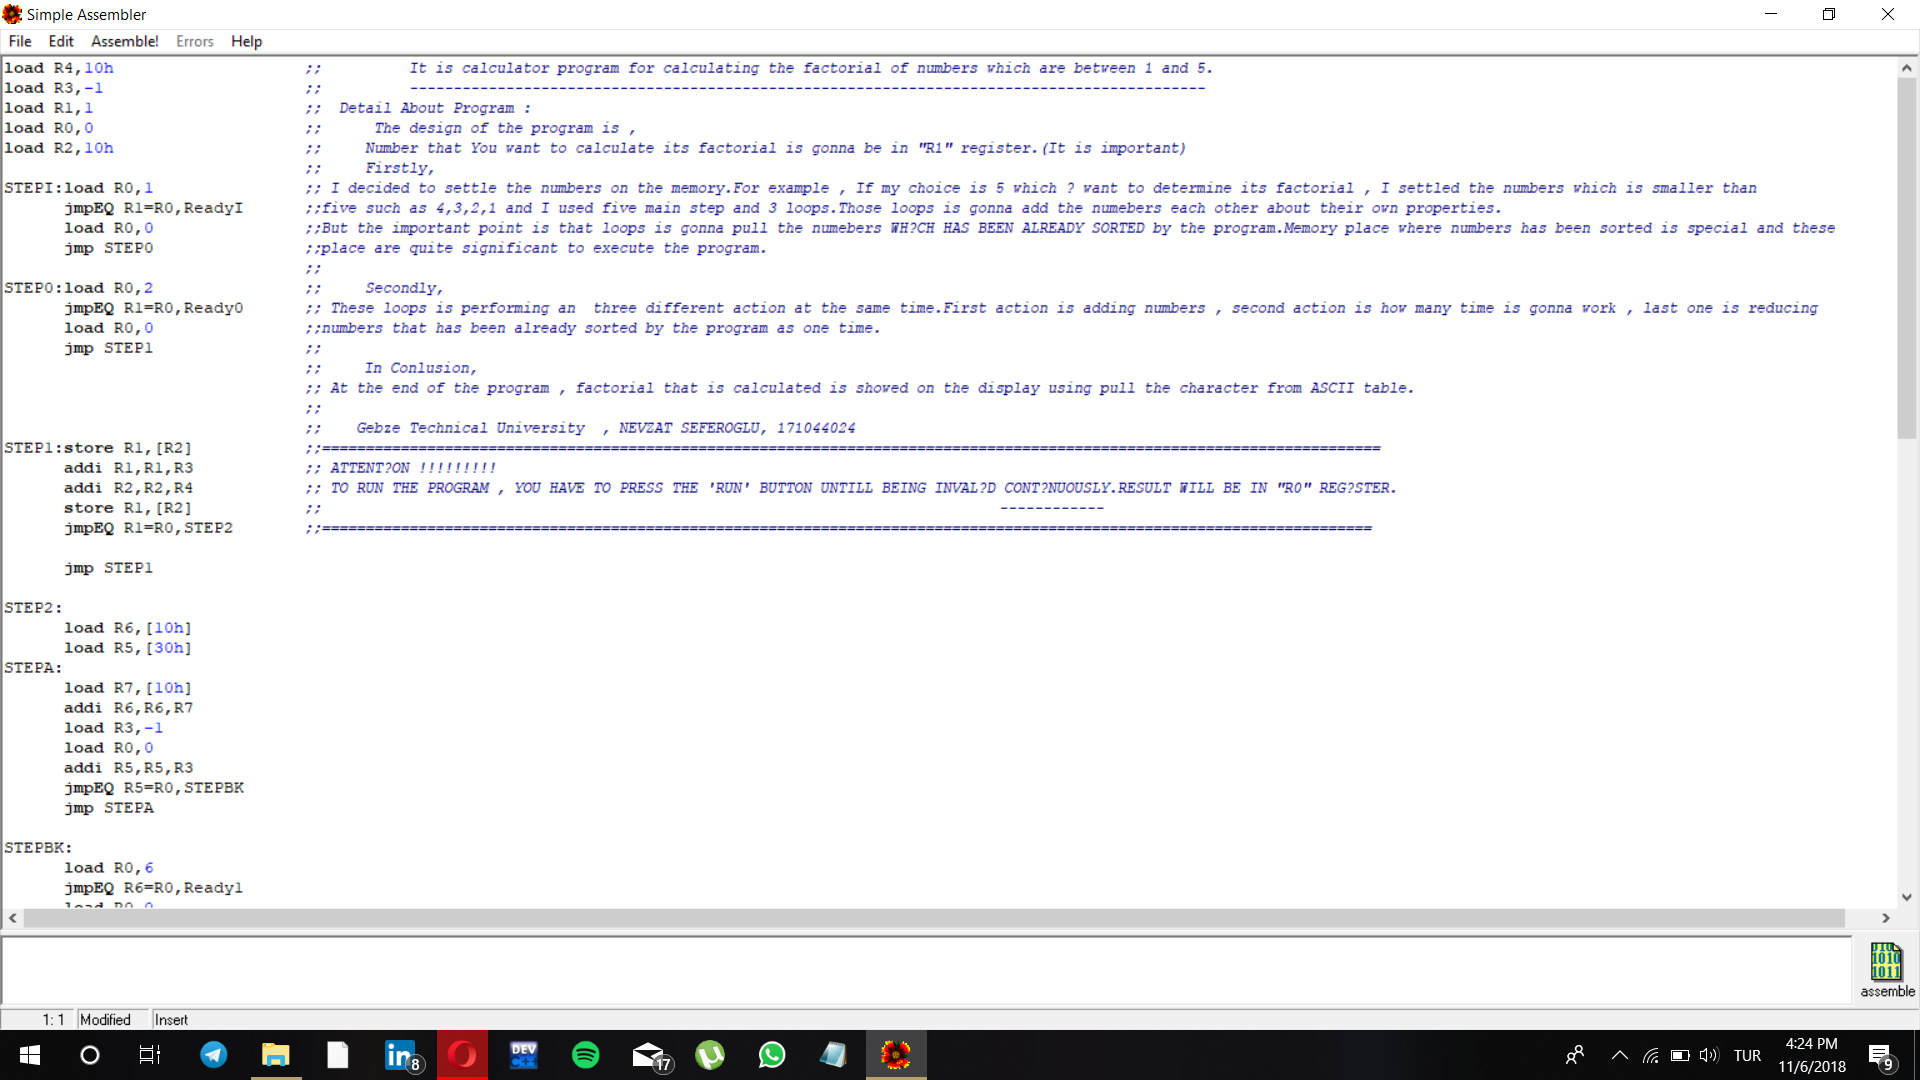 Simple Assembler
File Edit Assemble! Errors Help
load R4,10h ;; It is calculator program for calculating the factorial of numbers which are between 1 and 5.
load R3,-1 ;; --------------------------------------------------------------------------------------------
load R1,1 ;; Detail About Program :
load R0,0 ;; The design of the program is ,
load R2,10h ;; Number that You want to calculate its factorial is gonna be in "R1" register.(It is important)
;; Firstly,
STEPI:load R0,1 ;; I decided to settle the numbers on the memory.For example , If my choice is 5 which ? want to determine its factorial , I settled the numbers which is smaller than
jmpEQ R1=R0,ReadyI ;;five such as 4,3,2,1 and I used five main step and 3 loops.Those loops is gonna add the numebers each other about their own properties.
load R0,0 ;;But the important point is that loops is gonna pull the numebers WH?CH HAS BEEN ALREADY SORTED by the program.Memory place where numbers has been sorted is special and these
jmp STEP0 ;;place are quite significant to execute the program.
;;
STEP0:load R0,2 ;; Secondly,
jmpEQ R1=R0,Ready0 ;; These loops is performing an three different action at the same time.First action is adding numbers , second action is how many time is gonna work , last one is reducing
load R0,0 ;;numbers that has been already sorted by the program as one time.
jmp STEP1 ;;
;; In Conlusion,
;; At the end of the program , factorial that is calculated is showed on the display using pull the character from ASCII table.
;;
;; Gebze Technical University , NEVZAT SEFEROGLU, 171044024
STEP1:store R1,[R2] ;;==========================================================================================================================
addi R1,R1,R3 ;; ATTENT?ON !!!!!!!!!
addi R2,R2,R4 ;; TO RUN THE PROGRAM , YOU HAVE TO PRESS THE 'RUN' BUTTON UNTILL BEING INVAL?D CONT?NUOUSLY.RESULT WILL BE IN "R0" REG?STER.
store R1,[R2] ;; ------------
jmpEQ R1=R0,STEP2 ;;=========================================================================================================================
jmp STEP1
STEP2:
load R6,[10h]
load R5,[30h]
STEPA:
load R7,[10h]
addi R6,R6,R7
load R3,-1
load R0,0
addi R5,R5,R3
jmpEQ R5=R0,STEPBK
jmp STEPA
STEPBK:
load R0,6
jmpEQ R6=R0,Ready1
load R0,0
assemble
1: 1 Modified Insert
8 17 TUR 4:24 PM
11/6/2018 9